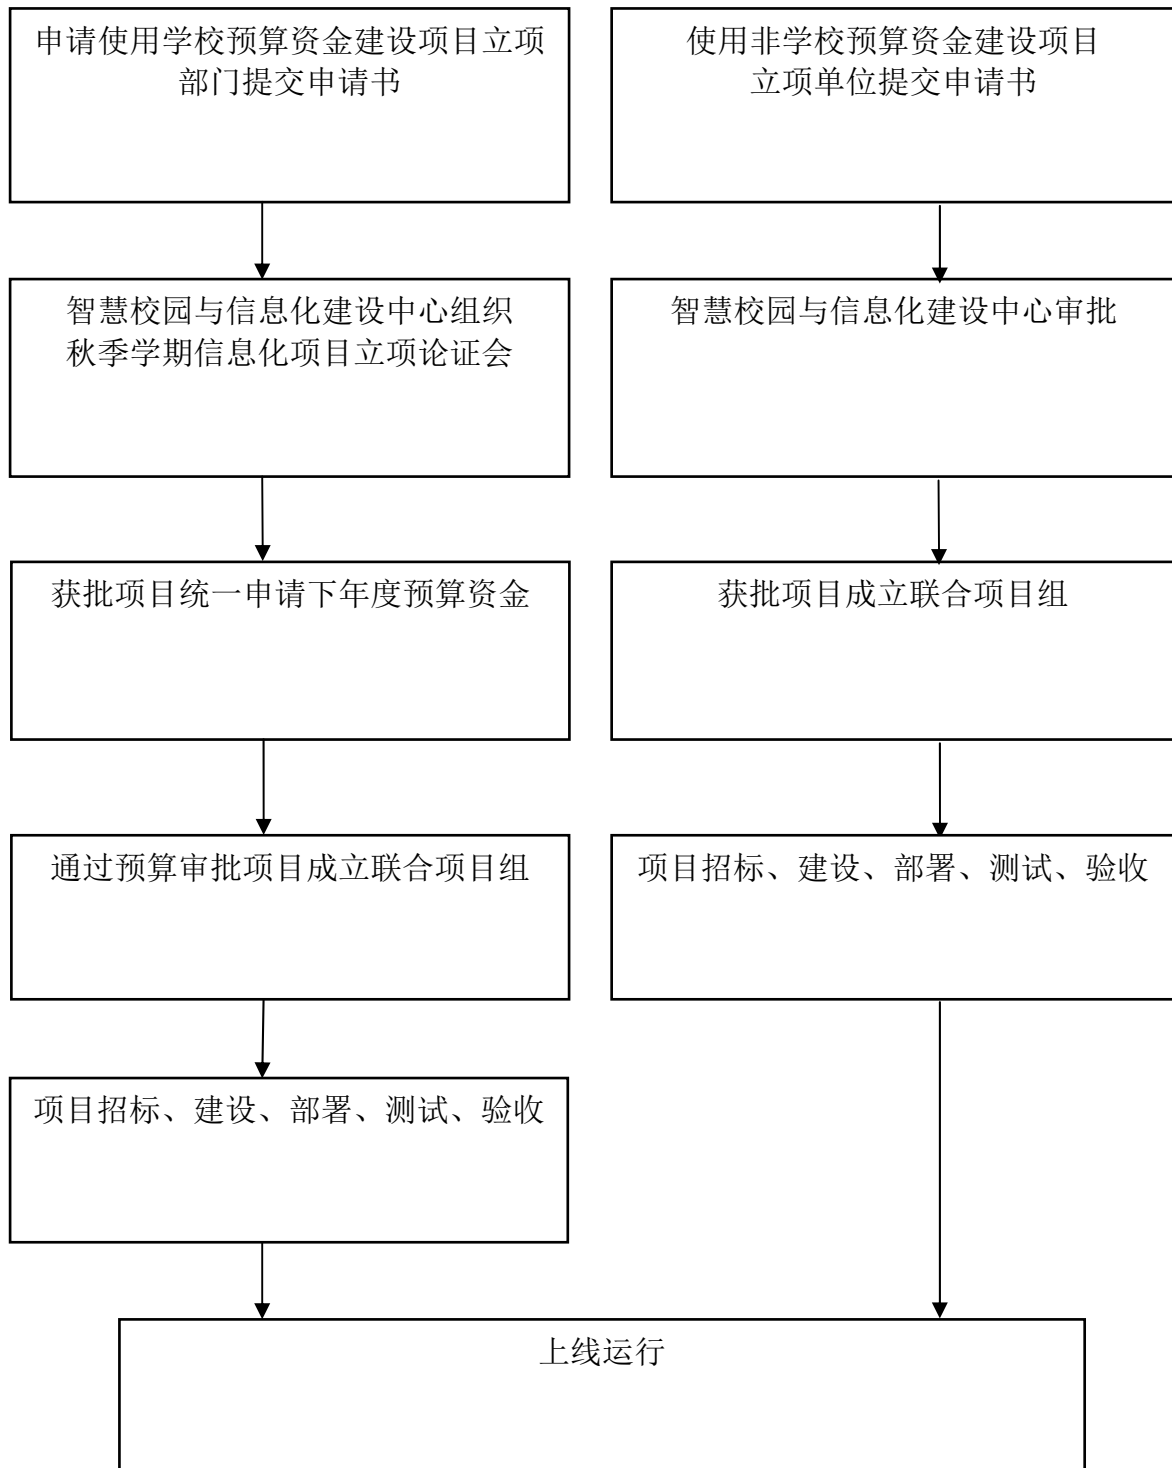 申请使用学校预算资金建设项目立项
部门提交申请书
使用非学校预算资金建设项目
立项单位提交申请书
智慧校园与信息化建设中心组织
秋季学期信息化项目立项论证会
智慧校园与信息化建设中心审批
获批项目统一申请下年度预算资金
获批项目成立联合项目组
通过预算审批项目成立联合项目组
项目招标、建设、部署、测试、验收
项目招标、建设、部署、测试、验收
上线运行